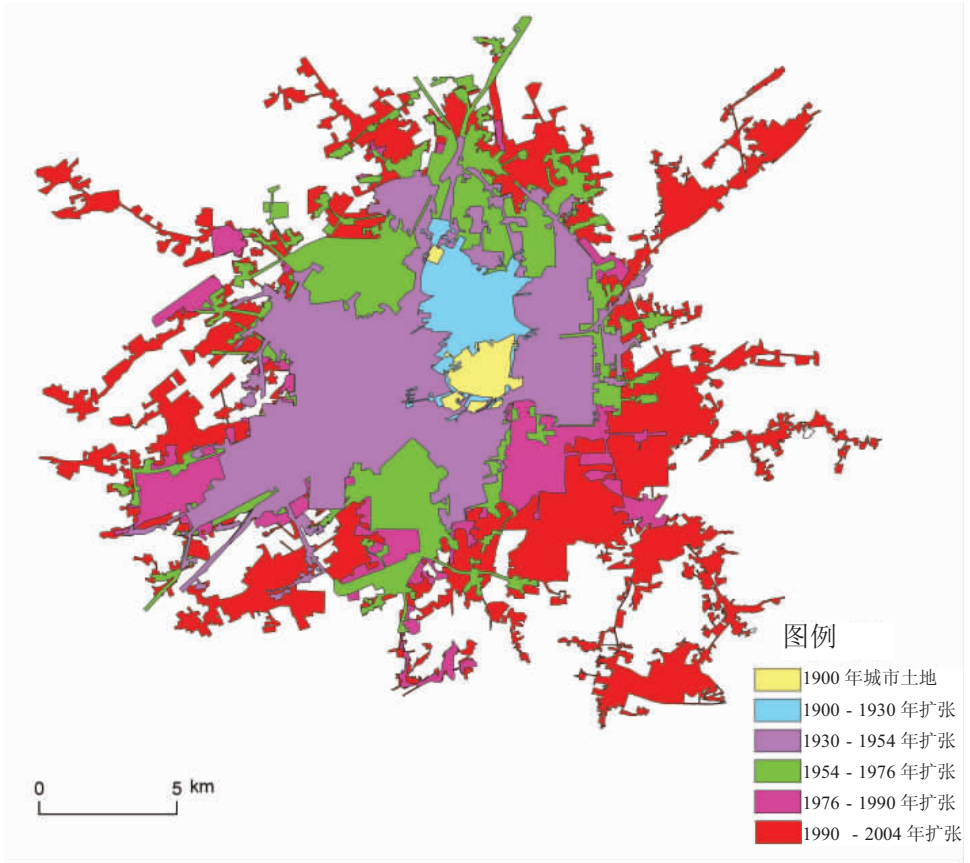 图例
1900 年城市土地
1900 - 1930 年扩张
1930 - 1954 年扩张
1954 - 1976 年扩张
1976 - 1990 年扩张
1990 - 2004 年扩张
0 5 km